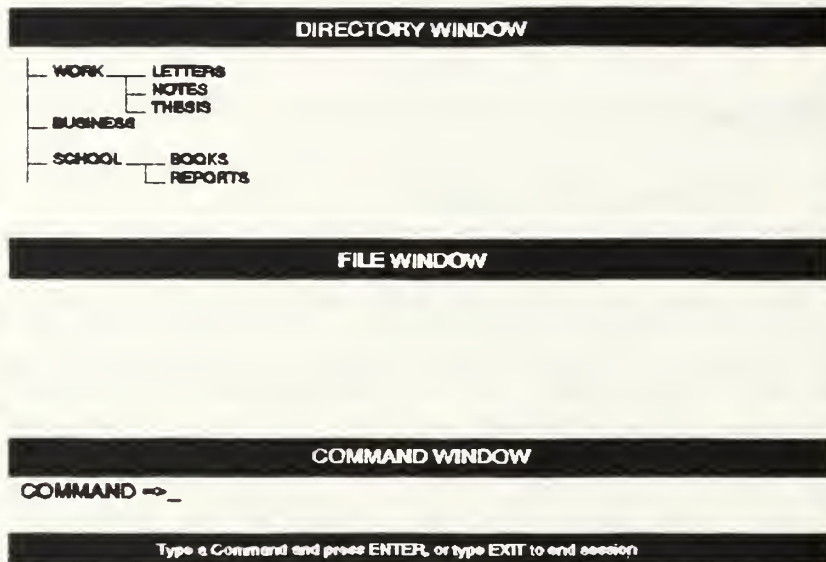 DIRECTORY WINDOW
WORK LETTERS
NOTES
THESIS
BUSINESS
SCHOOL BOOKS
REPORTS
FILE WINDOW
COMMAND WINDOW
COMMAND =>_
Type a Command and press ENTER, or type EXIT to end session